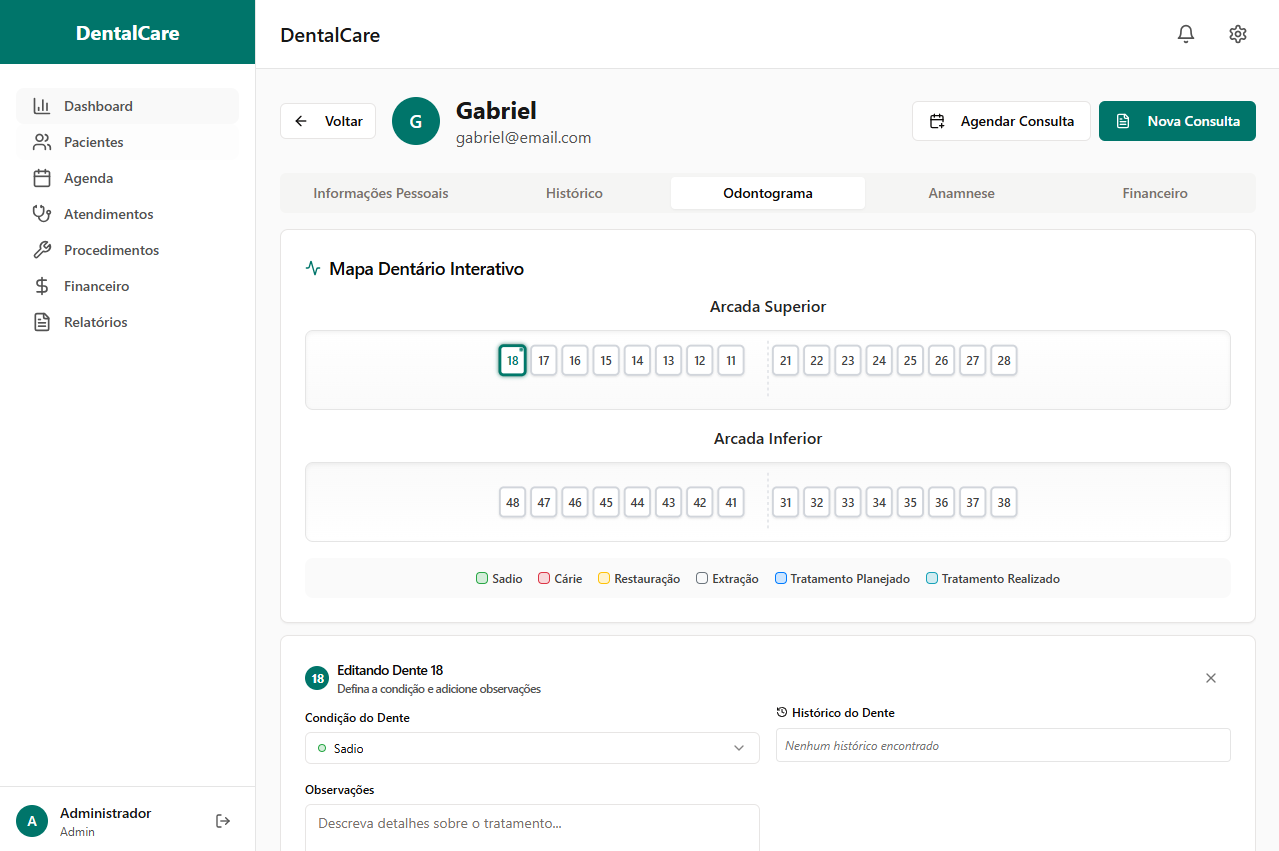 DentalCare
DentalCare
Dashboard
Pacientes
Agenda
Atendimentos
Procedimentos
Financeiro
Relatórios
A
Administrador
Admin
Voltar
G
Gabriel
gabriel@email.com
Agendar Consulta
Nova Consulta
Informações Pessoais Histórico Odontograma Anamnese Financeiro
Mapa Dentário Interativo
Arcada Superior
18 17 16 15 14 13 12 11 21 22 23 24 25 26 27 28
Arcada Inferior
48 47 46 45 44 43 42 41 31 32 33 34 35 36 37 38
Sadio Cárie Restauração Extração Tratamento Planejado Tratamento Realizado
18
Editando Dente 18
Defina a condição e adicione observações
Condição do Dente
Sadio
Histórico do Dente
Nenhum histórico encontrado
Observações
Descreva detalhes sobre o tratamento...